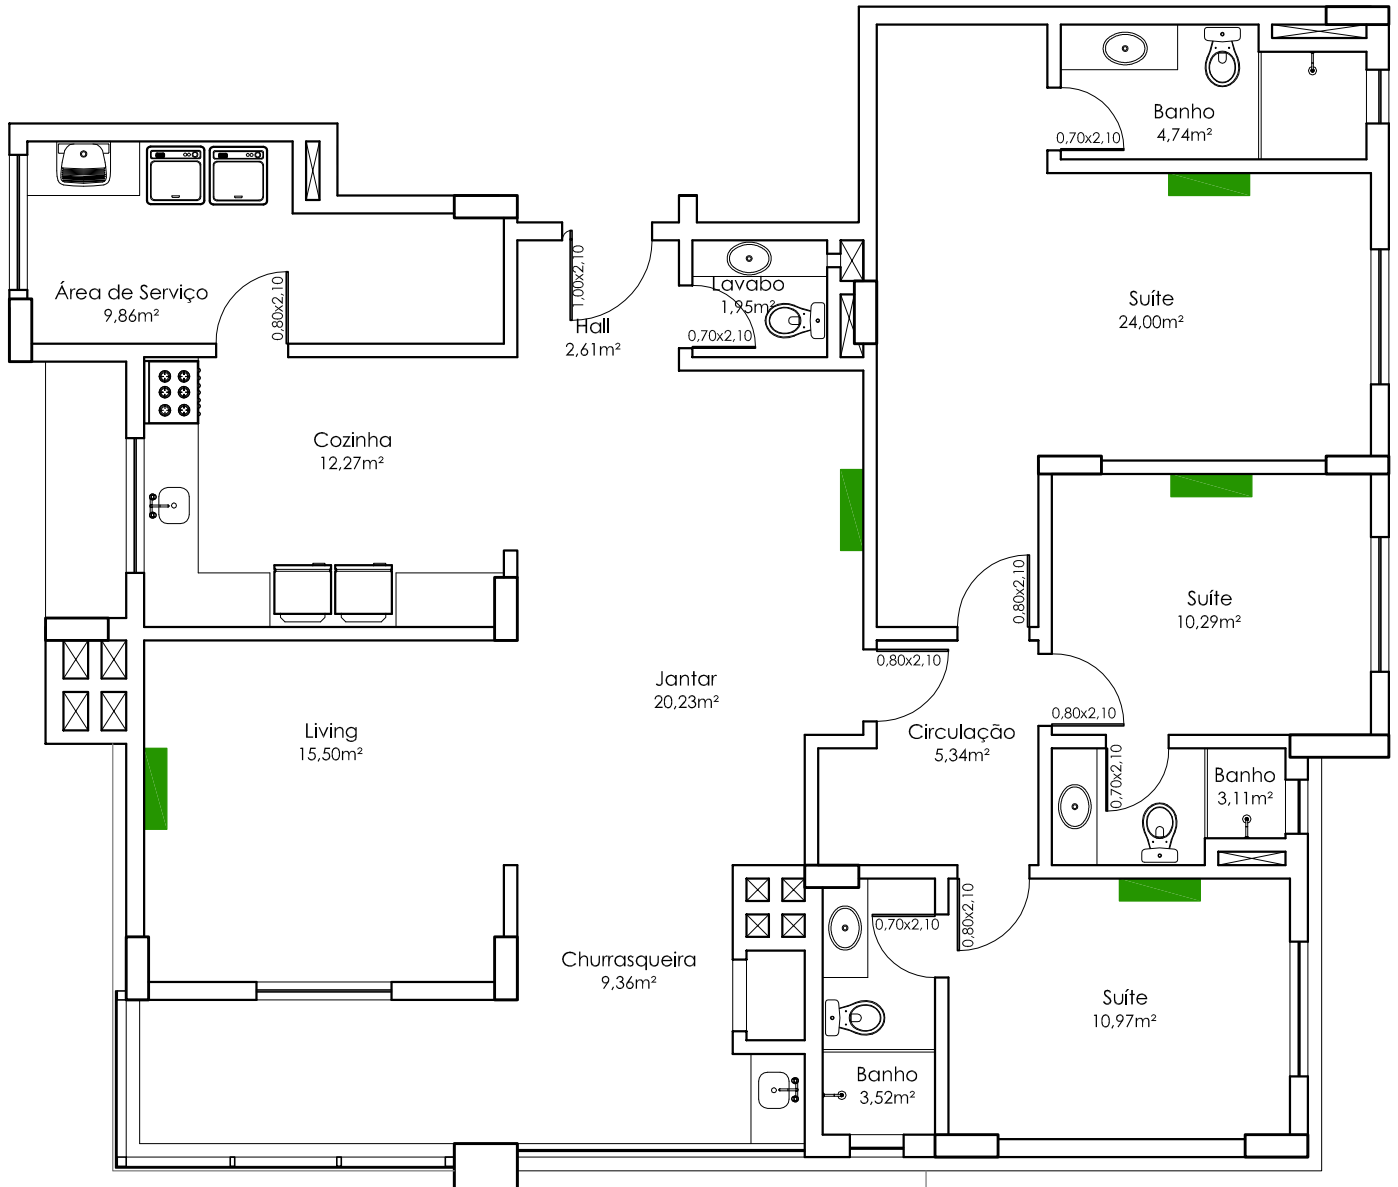 Banho
4,74m²
0,70x2,10
Área de Serviço
9,86m²
0,80x2,10
1,00x2,10
Hall
2,61m²
Lavabo
1,95m²
0,70x2,10
Suíte
24,00m²
Cozinha
12,27m²
0,80x2,10
Suíte
10,29m²
0,80x2,10
Jantar
20,23m²
0,80x2,10
Living
15,50m²
Circulação
5,34m²
0,70x2,10
Banho
3,11m²
0,70x2,10
0,80x2,10
Churrasqueira
9,36m²
Suíte
10,97m²
Banho
3,52m²